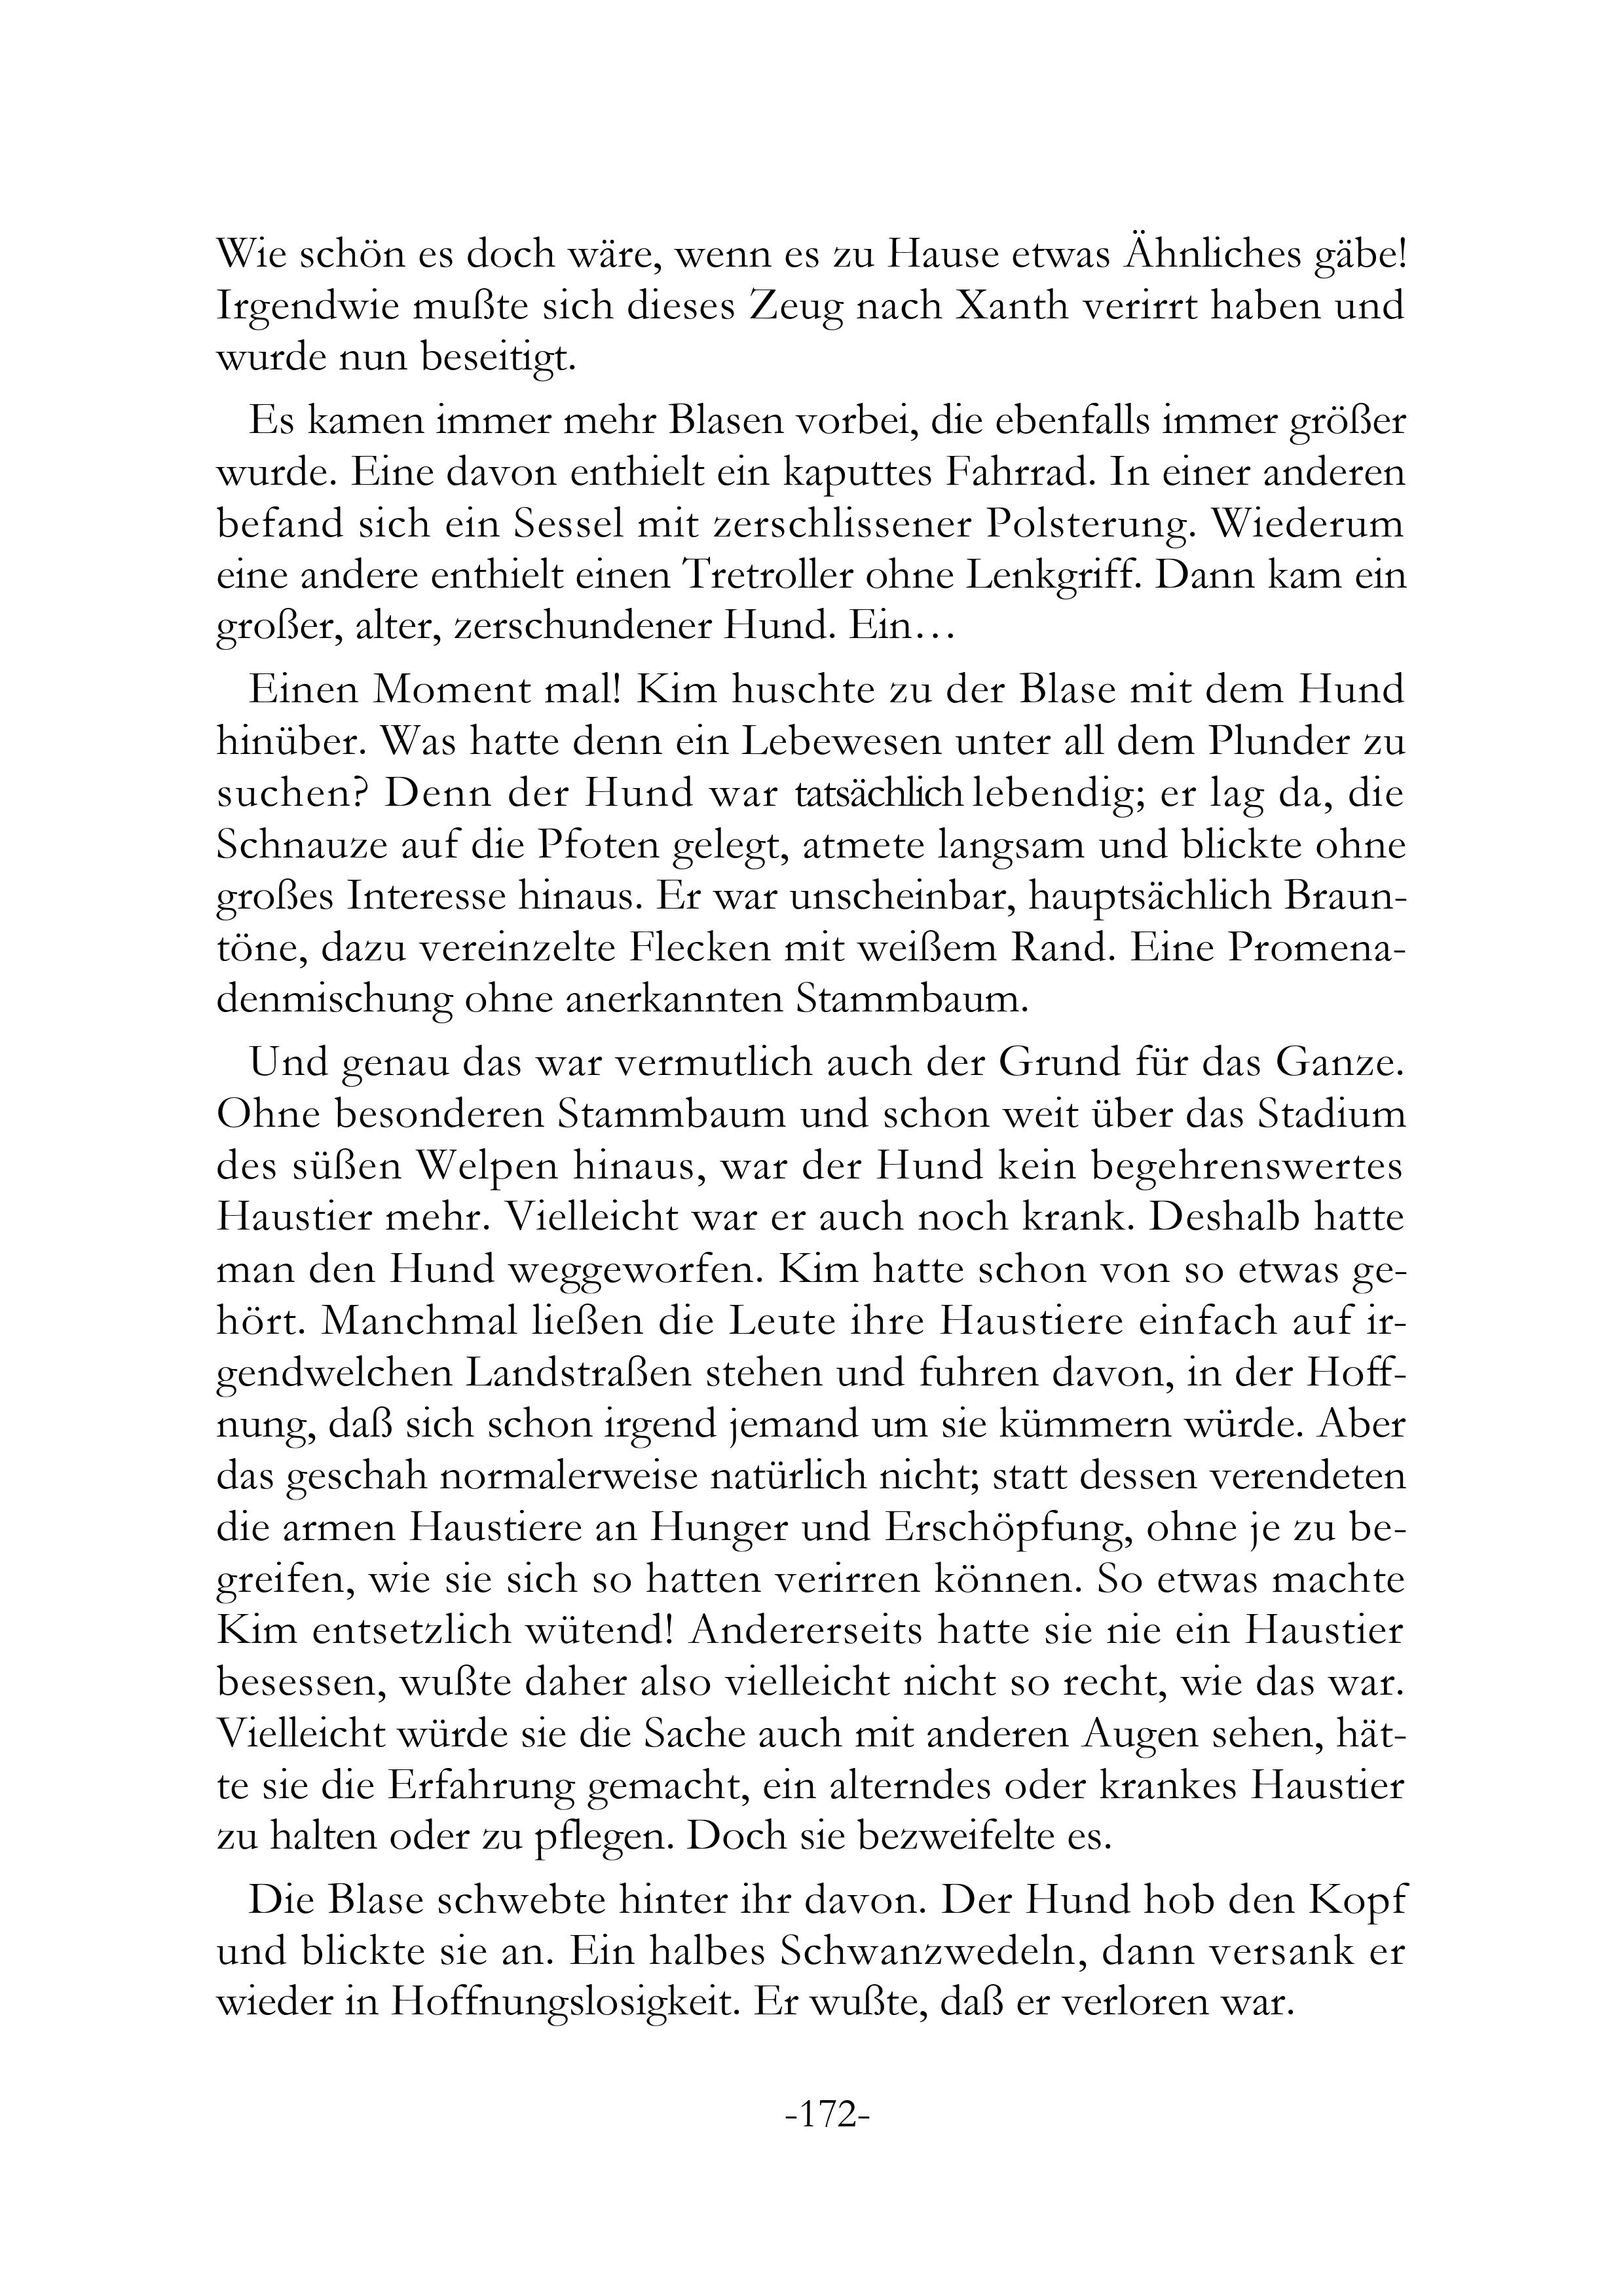 Wie schön es doch wäre, wenn es zu Hause etwas Ähnliches gäbe!
Irgendwie mußte sich dieses Zeug nach Xanth verirrt haben und
wurde nun beseitigt.
Es kamen immer mehr Blasen vorbei, die ebenfalls immer größer
wurde. Eine davon enthielt ein kaputtes Fahrrad. In einer anderen
befand sich ein Sessel mit zerschlissener Polsterung. Wiederum
eine andere enthielt einen Tretroller ohne Lenkgriff. Dann kam ein
großer, alter, zerschundener Hund. Ein…
Einen Moment mal! Kim huschte zu der Blase mit dem Hund
hinüber. Was hatte denn ein Lebewesen unter all dem Plunder zu
suchen? Denn der Hund war tatsächlich lebendig; er lag da, die
Schnauze auf die Pfoten gelegt, atmete langsam und blickte ohne
großes Interesse hinaus. Er war unscheinbar, hauptsächlich Braun-
töne, dazu vereinzelte Flecken mit weißem Rand. Eine Promena-
denmischung ohne anerkannten Stammbaum.
Und genau das war vermutlich auch der Grund für das Ganze.
Ohne besonderen Stammbaum und schon weit über das Stadium
des süßen Welpen hinaus, war der Hund kein begehrenswertes
Haustier mehr. Vielleicht war er auch noch krank. Deshalb hatte
man den Hund weggeworfen. Kim hatte schon von so etwas ge-
hört. Manchmal ließen die Leute ihre Haustiere einfach auf ir-
gendwelchen Landstraßen stehen und fuhren davon, in der Hoff-
nung, daß sich schon irgend jemand um sie kümmern würde. Aber
das geschah normalerweise natürlich nicht; statt dessen verendeten
die armen Haustiere an Hunger und Erschöpfung, ohne je zu be-
greifen, wie sie sich so hatten verirren können. So etwas machte
Kim entsetzlich wütend! Andererseits hatte sie nie ein Haustier
besessen, wußte daher also vielleicht nicht so recht, wie das war.
Vielleicht würde sie die Sache auch mit anderen Augen sehen, hät-
te sie die Erfahrung gemacht, ein alterndes oder krankes Haustier
zu halten oder zu pflegen. Doch sie bezweifelte es.
Die Blase schwebte hinter ihr davon. Der Hund hob den Kopf
und blickte sie an. Ein halbes Schwanzwedeln, dann versank er
wieder in Hoffnungslosigkeit. Er wußte, daß er verloren war.
-172-